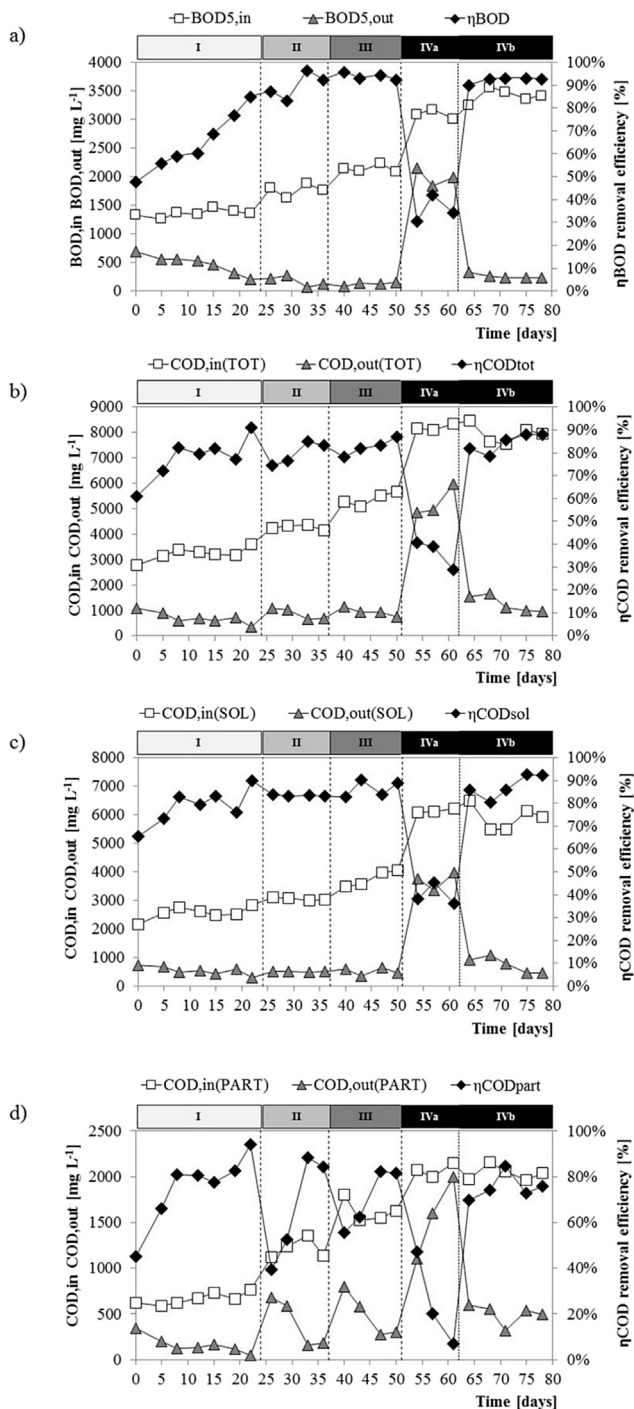 a)
BOD5,in BOD5,out ηBOD
I II III IVa IVb
4000 3500 3000 2500 2000 1500 1000 500 0
BOD,in BOD,out [mg L-1]
100% 90% 80% 70% 60% 50% 40% 30% 20% 10% 0%
ηBOD removal efficiency [%]
0 5 10 15 20 25 30 35 40 45 50 55 60 65 70 75 80
Time [days]
b)
COD,in(TOT) COD,out(TOT) ηCODtot
I II III IVa IVb
9000 8000 7000 6000 5000 4000 3000 2000 1000 0
COD,in COD,out [mg L-1]
100% 90% 80% 70% 60% 50% 40% 30% 20% 10% 0%
ηCOD removal efficiency [%]
0 5 10 15 20 25 30 35 40 45 50 55 60 65 70 75 80
Time [days]
c)
COD,in(SOL) COD,out(SOL) ηCODsol
I II III IVa IVb
8000 7000 6000 5000 4000 3000 2000 1000 0
COD,in COD,out [mg L-1]
100% 90% 80% 70% 60% 50% 40% 30% 20% 10% 0%
ηCOD removal efficiency [%]
0 5 10 15 20 25 30 35 40 45 50 55 60 65 70 75 80
Time [days]
d)
COD,in(PART) COD,out(PART) ηCODpart
I II III IVa IVb
2500 2000 1500 1000 500 0
COD,in COD,out [mg L-1]
100% 80% 60% 40% 20% 0%
ηCOD removal efficiency [%]
0 5 10 15 20 25 30 35 40 45 50 55 60 65 70 75 80
Time [days]